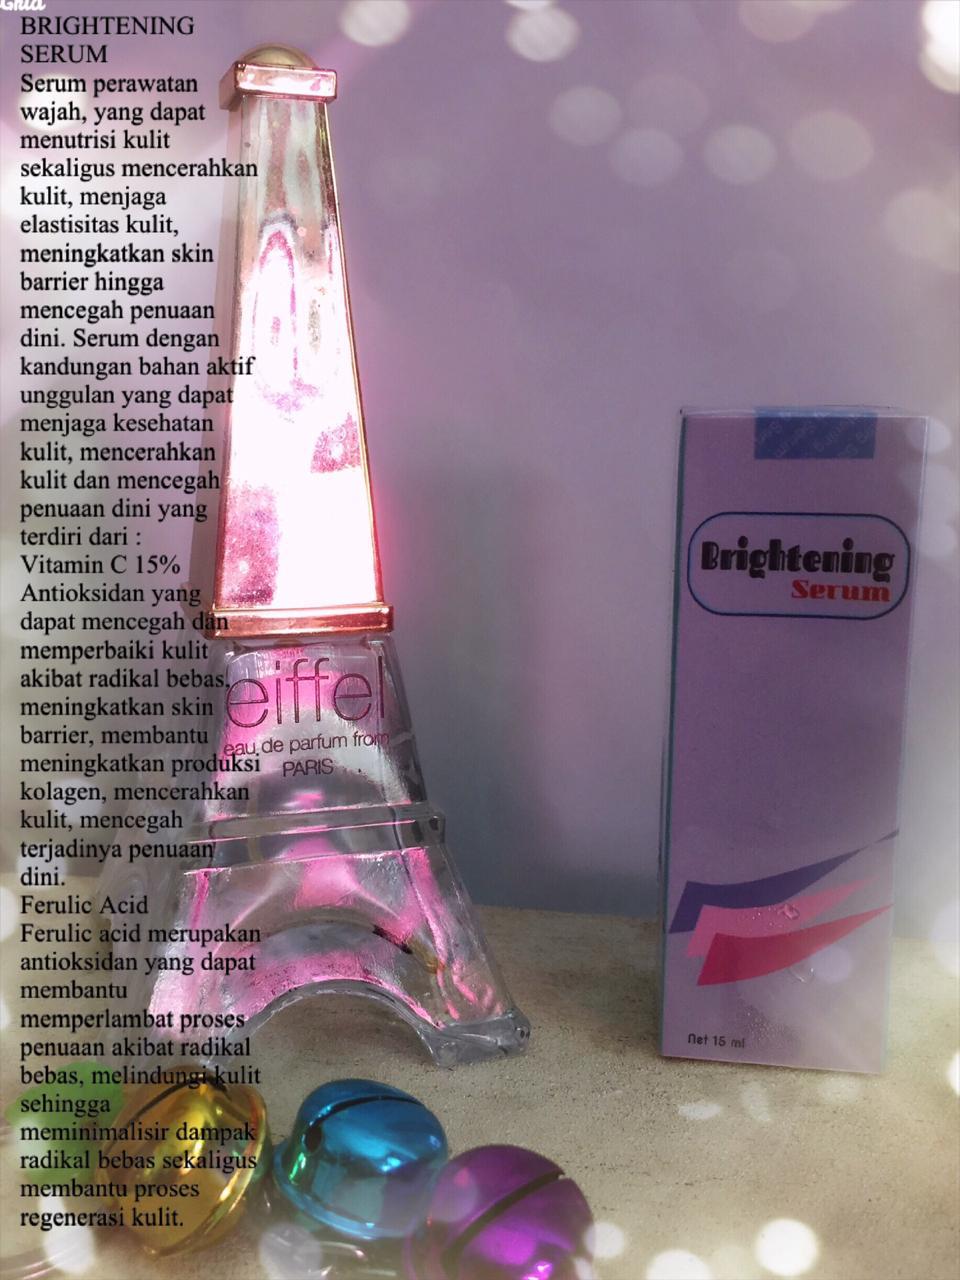 BRIGHTENING
SERUM
Serum perawatan
wajah, yang dapat
menutrisi kulit
sekaligus mencerahkan
kulit, menjaga
elastisitas kulit,
meningkatkan skin
barrier hingga
mencegah penuaan
dini. Serum dengan
kandungan bahan aktif
unggulan yang dapat
menjaga kesehatan
kulit, mencerahkan
kulit dan mencegah
penuaan dini yang
terdiri dari :
Vitamin C 15%
Antioksidan yang
dapat mencegah dan
memperbaiki kulit
akibat radikal bebas,
meningkatkan skin
barrier, membantu
meningkatkan produksi
kolagen, mencerahkan
kulit, mencegah
terjadinya penuaan
dini.
Ferulic Acid
Ferulic acid merupakan
antioksidan yang dapat
membantu
memperlambat proses
penuaan akibat radikal
bebas, melindungi kulit
sehingga
meminimalisir dampak
radikal bebas sekaligus
membantu proses
regenerasi kulit.
eiffel
eau de parfum from
PARIS
Brightening
Serum
Net 15 ml